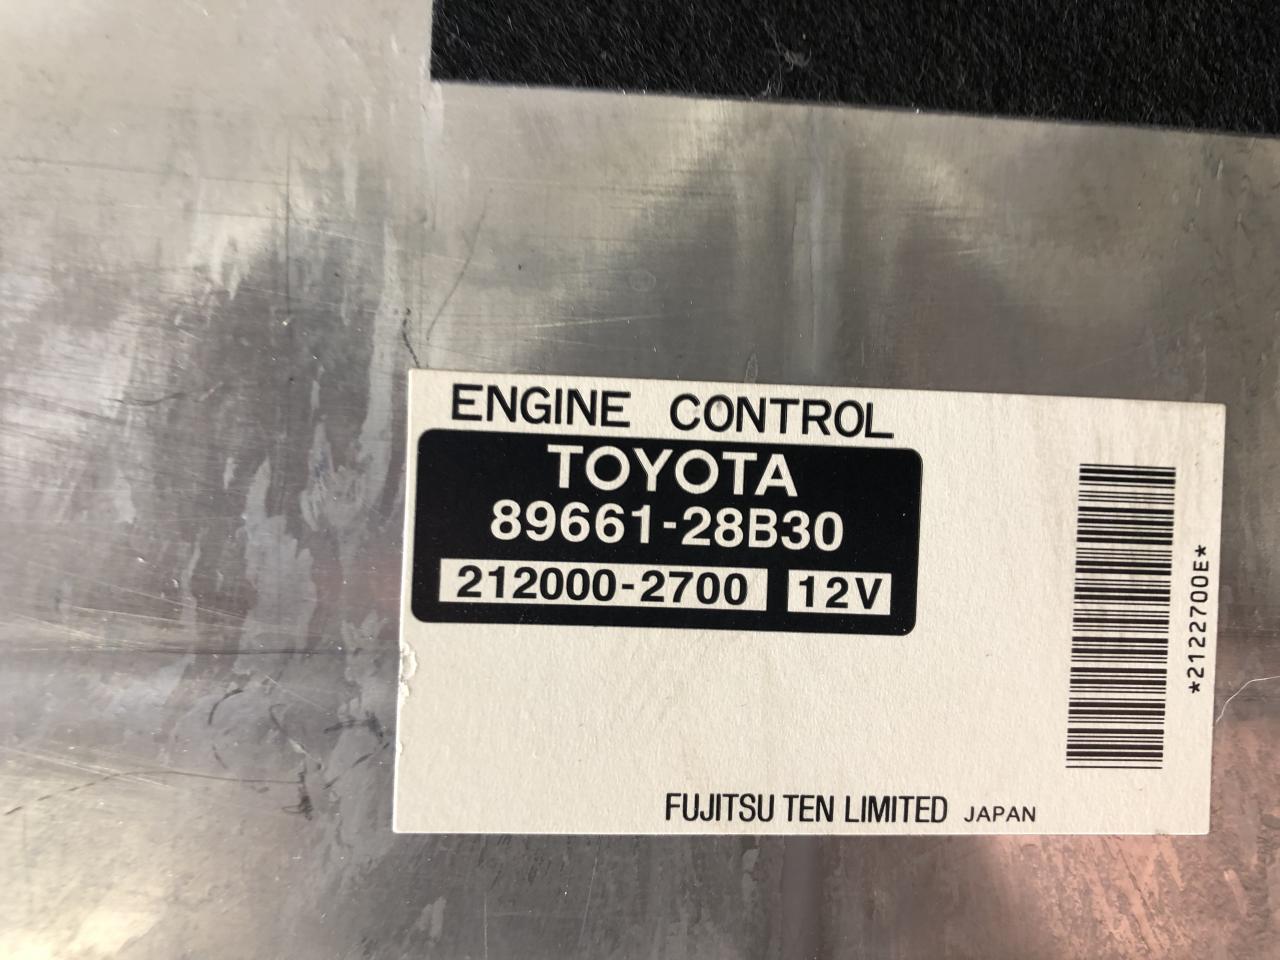 ENGINE CONTROL
TOYOTA
89661-28B30
212000-2700 12V
*2122700E*
FUJITSU TEN LIMITED JAPAN